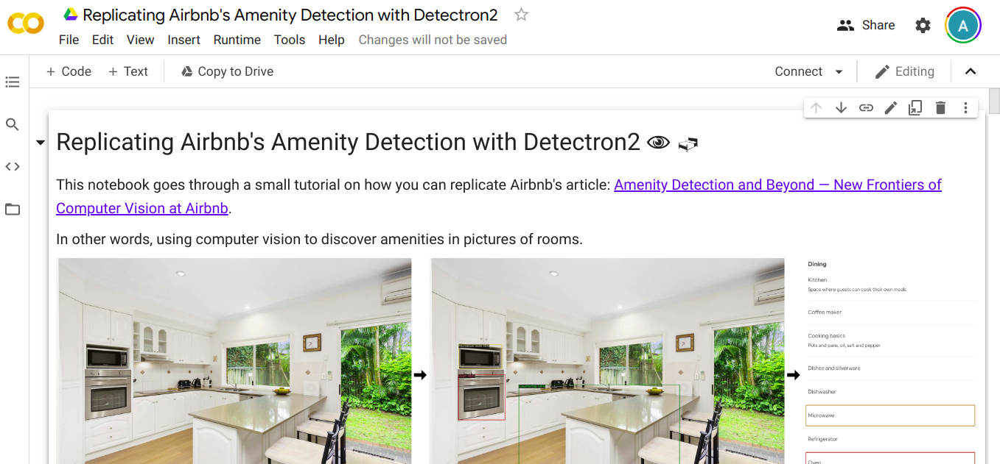 Replicating Airbnb's Amenity Detection with Detectron2
File Edit View Insert Runtime Tools Help Changes will not be saved
Share
A
+ Code + Text Copy to Drive
Connect
Editing
Replicating Airbnb's Amenity Detection with Detectron2
This notebook goes through a small tutorial on how you can replicate Airbnb's article: Amenity Detection and Beyond — New Frontiers of
Computer Vision at Airbnb.
In other words, using computer vision to discover amenities in pictures of rooms.
Dining
Kitchen
Space where guests can cook their own meals
Coffee maker
Cooking basics
Pots and pans, oil, salt and pepper
Dishes and silverware
Dishwasher
Microwave
Refrigerator
Oven